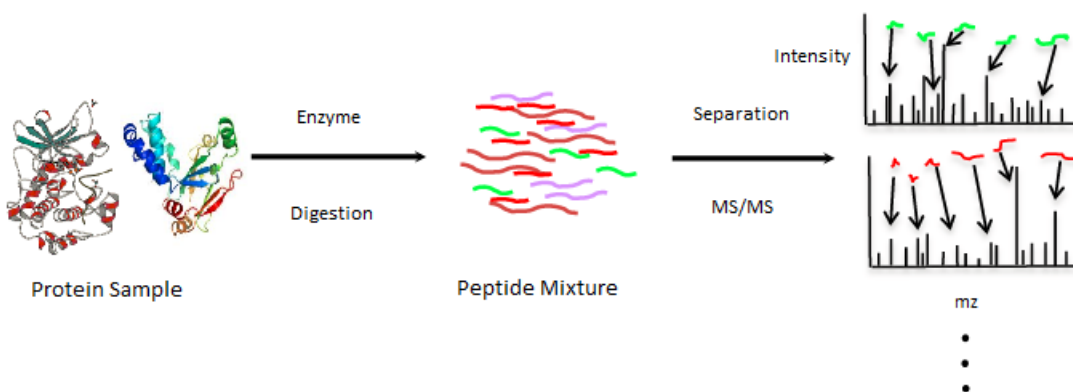 Protein Sample
Enzyme
Digestion
Peptide Mixture
Separation
MS/MS
Intensity
mz